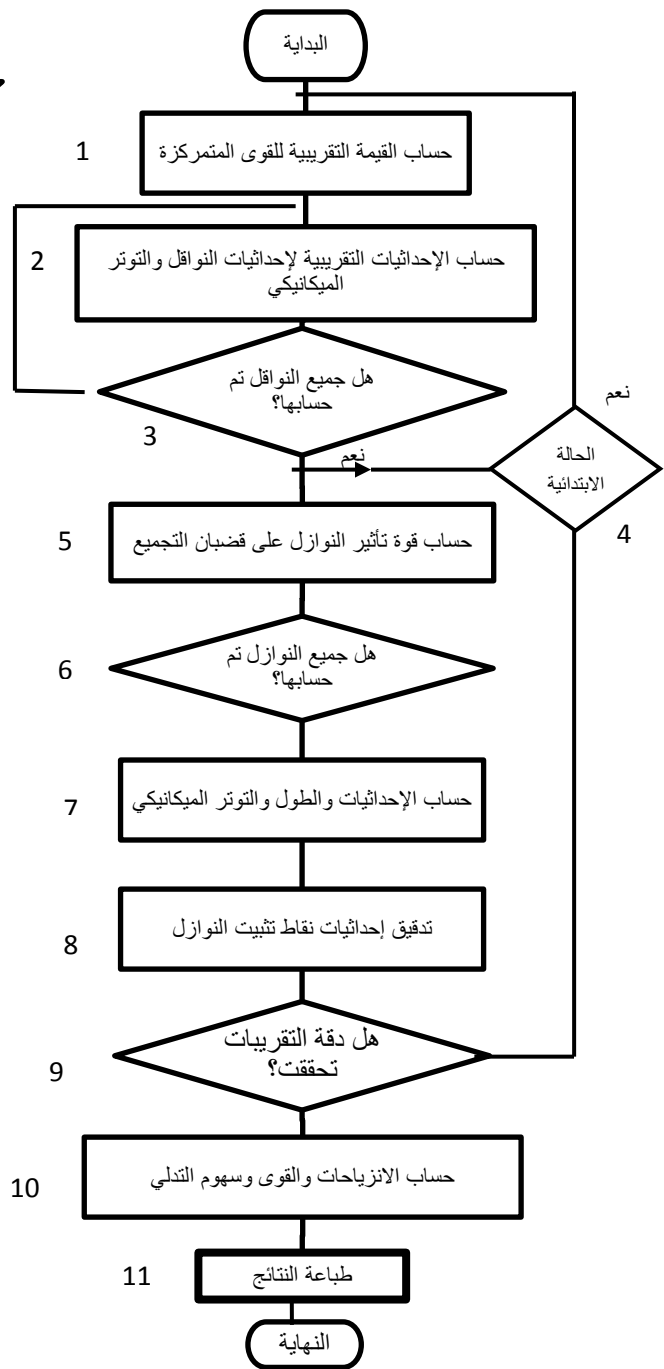 البداية
1
حساب القيمة التقريبية للقوى المتمركزة
2
حساب الإحداثيات التقريبية لإحداثيات النواقل والتوتر
الميكانيكي
هل جميع النواقل تم
حسابها؟
3
نعم
نعم
الحالة
الابتدائية
4
5
حساب قوة تأثير النوازل على قضبان التجميع
6
هل جميع النوازل تم
حسابها؟
7
حساب الإحداثيات والطول والتوتر الميكانيكي
8
تدقيق إحداثيات نقاط تثبيت النوازل
9
هل دقة التقريبات
تحققت؟
10
حساب الانزياحات والقوى وسهوم التدلي
11
طباعة النتائج
النهاية